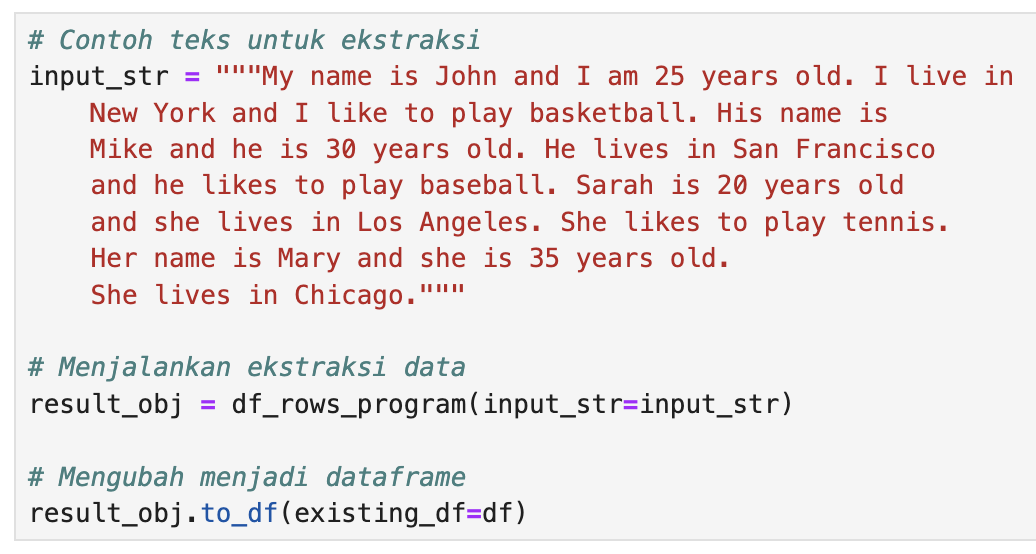 # Contoh teks untuk ekstraksi
input_str = """My name is John and I am 25 years old. I live in
    New York and I like to play basketball. His name is
    Mike and he is 30 years old. He lives in San Francisco
    and he likes to play baseball. Sarah is 20 years old
    and she lives in Los Angeles. She likes to play tennis.
    Her name is Mary and she is 35 years old.
    She lives in Chicago."""

# Menjalankan ekstraksi data
result_obj = df_rows_program(input_str=input_str)

# Mengubah menjadi dataframe
result_obj.to_df(existing_df=df)